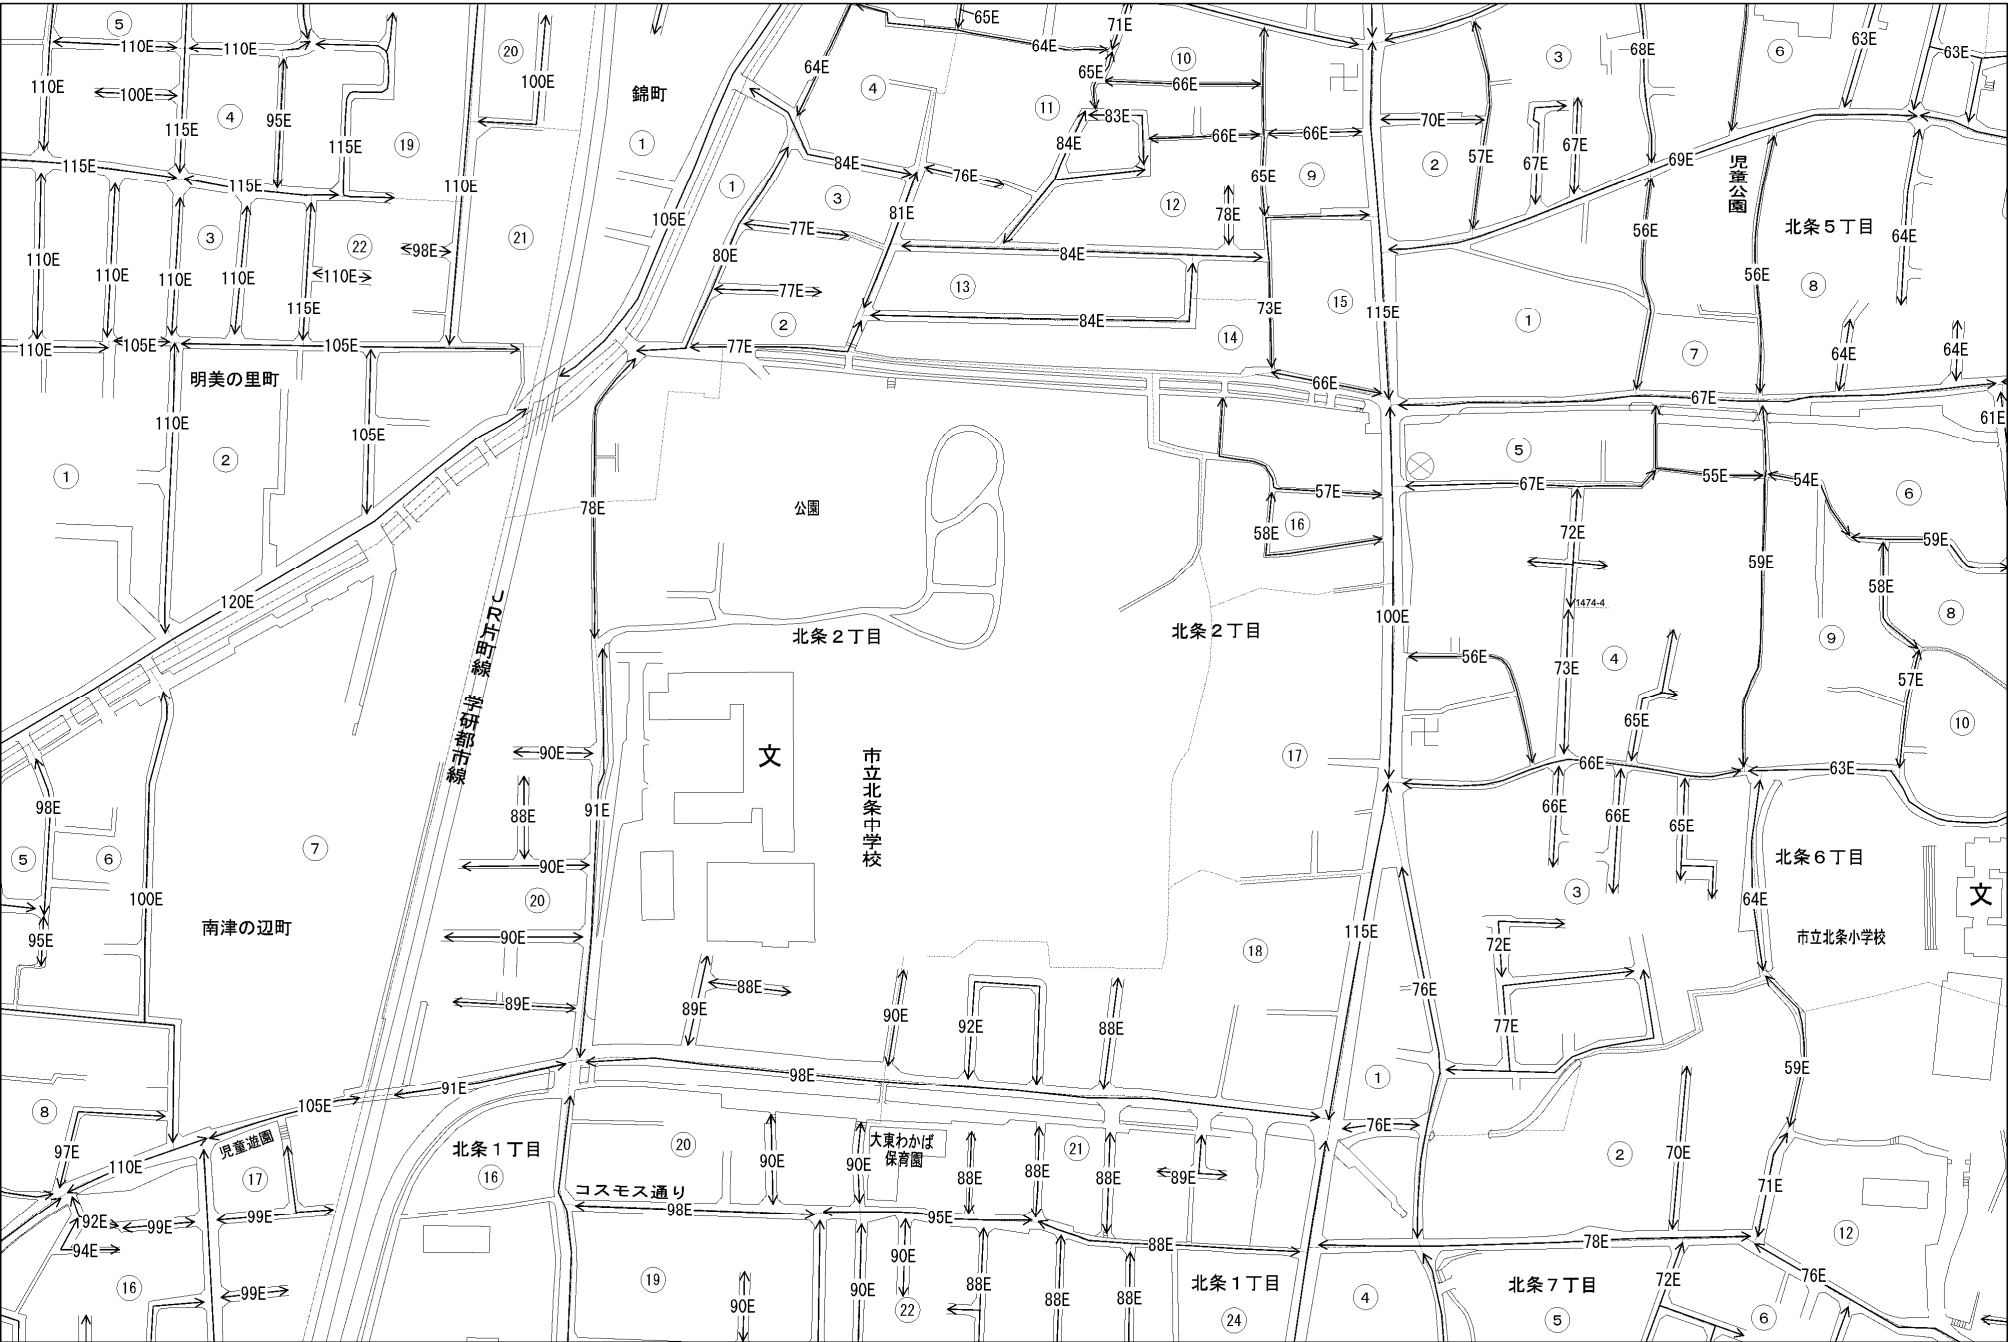 ⑤
110E
110E
⑲
⑳
65E
71E
③
68E
⑥
63E
63E
110E
100E
④
95E
100E
錦町
64E
④
64E
65E
⑩
66E
115E
115E
⑲
①
⑪
83E
66E
66E
70E
57E
②
67E
67E
69E
児童公園
115E
115E
110E
①
84E
76E
84E
65E
⑨
北条5丁目
③
㉒
98E
㉑
105E
③
77E
81E
⑫
78E
56E
64E
110E
110E
110E
110E
110E
115E
80E
77E
⑬
84E
56E
⑧
73E
⑮
115E
①
110E
105E
105E
②
77E
84E
⑭
⑦
64E
64E
明美の里町
66E
67E
61E
110E
105E
①
②
78E
公園
57E
58E
⑯
⑤
67E
55E
54E
⑥
72E
59E
59E
58E
120E
JR片町線 学研都市線
北条2丁目
北条2丁目
100E
1474-4
④
73E
56E
65E
⑧
⑨
57E
⑩
文
市立北条中学校
⑰
90E
66E
63E
98E
88E
91E
66E
66E
65E
⑤
⑥
⑦
90E
北条6丁目
文
100E
⑳
③
64E
南津の辺町
95E
90E
⑱
115E
72E
市立北条小学校
89E
89E
88E
90E
92E
88E
76E
77E
98E
①
59E
91E
105E
⑧
97E
児童遊園
110E
⑰
北条1丁目
⑯
⑳
90E
90E
大東わかば
保育園
88E
88E
㉑
88E
89E
76E
②
70E
71E
コスモス通り
92E
99E
99E
94E
98E
95E
90E
88E
78E
⑫
⑯
99E
⑲
90E
90E
㉒
88E
88E
88E
北条1丁目
㉔
④
北条7丁目
⑤
72E
76E
⑥